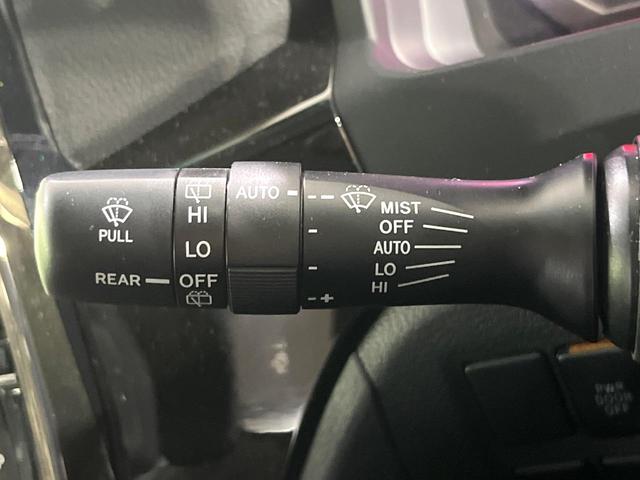 PULL
REAR
HI
LO
OFF
AUTO
- +
MIST
OFF
AUTO
LO
HI
PWR
DOOR
OFF